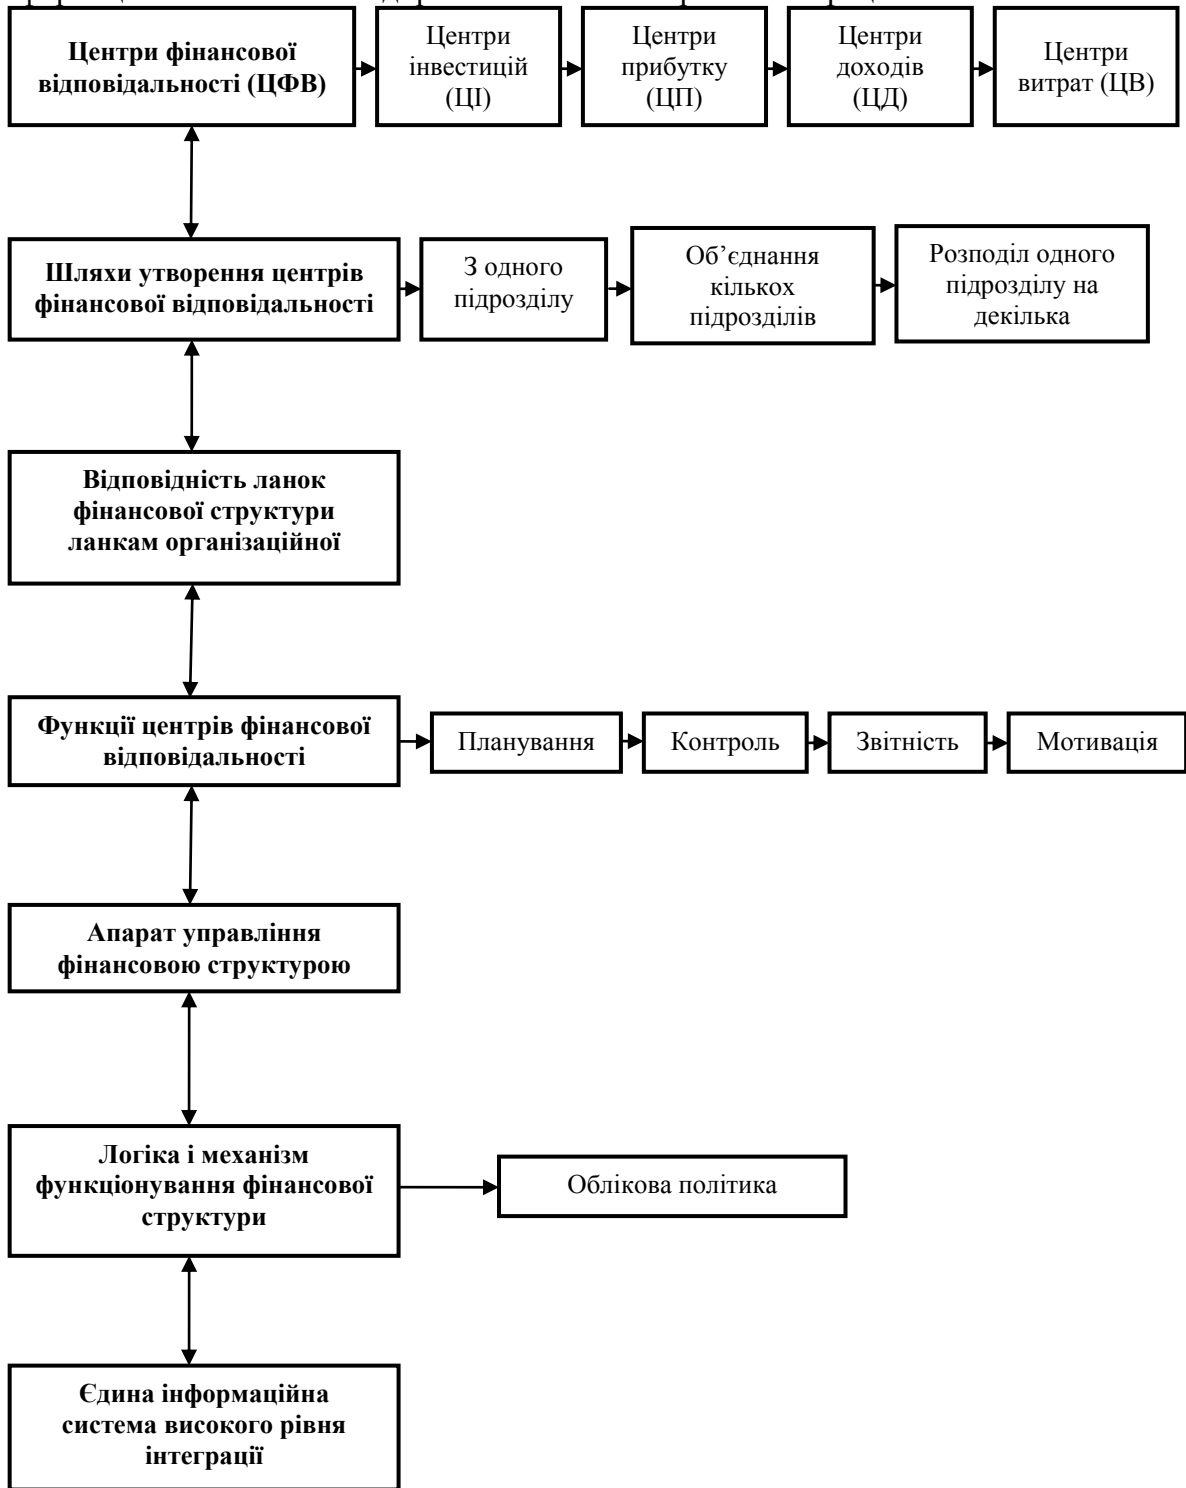 Центри фінансової
відповідальності (ЦФВ)
Центри
інвестицій
(ЦІ)
Центри
прибутку
(ЦП)
Центри
доходів
(ЦД)
Центри
витрат (ЦВ)
Шляхи утворення центрів
фінансової відповідальності
З одного
підрозділу
Об’єднання
кількох
підрозділів
Розподіл одного
підрозділу на
декілька
Відповідність ланок
фінансової структури
ланкам організаційної
Функції центрів фінансової
відповідальності
Планування
Контроль
Звітність
Мотивація
Апарат управління
фінансовою структурою
Логіка і механізм
функціонування фінансової
структури
Облікова політика
Єдина інформаційна
система високого рівня
інтеграції